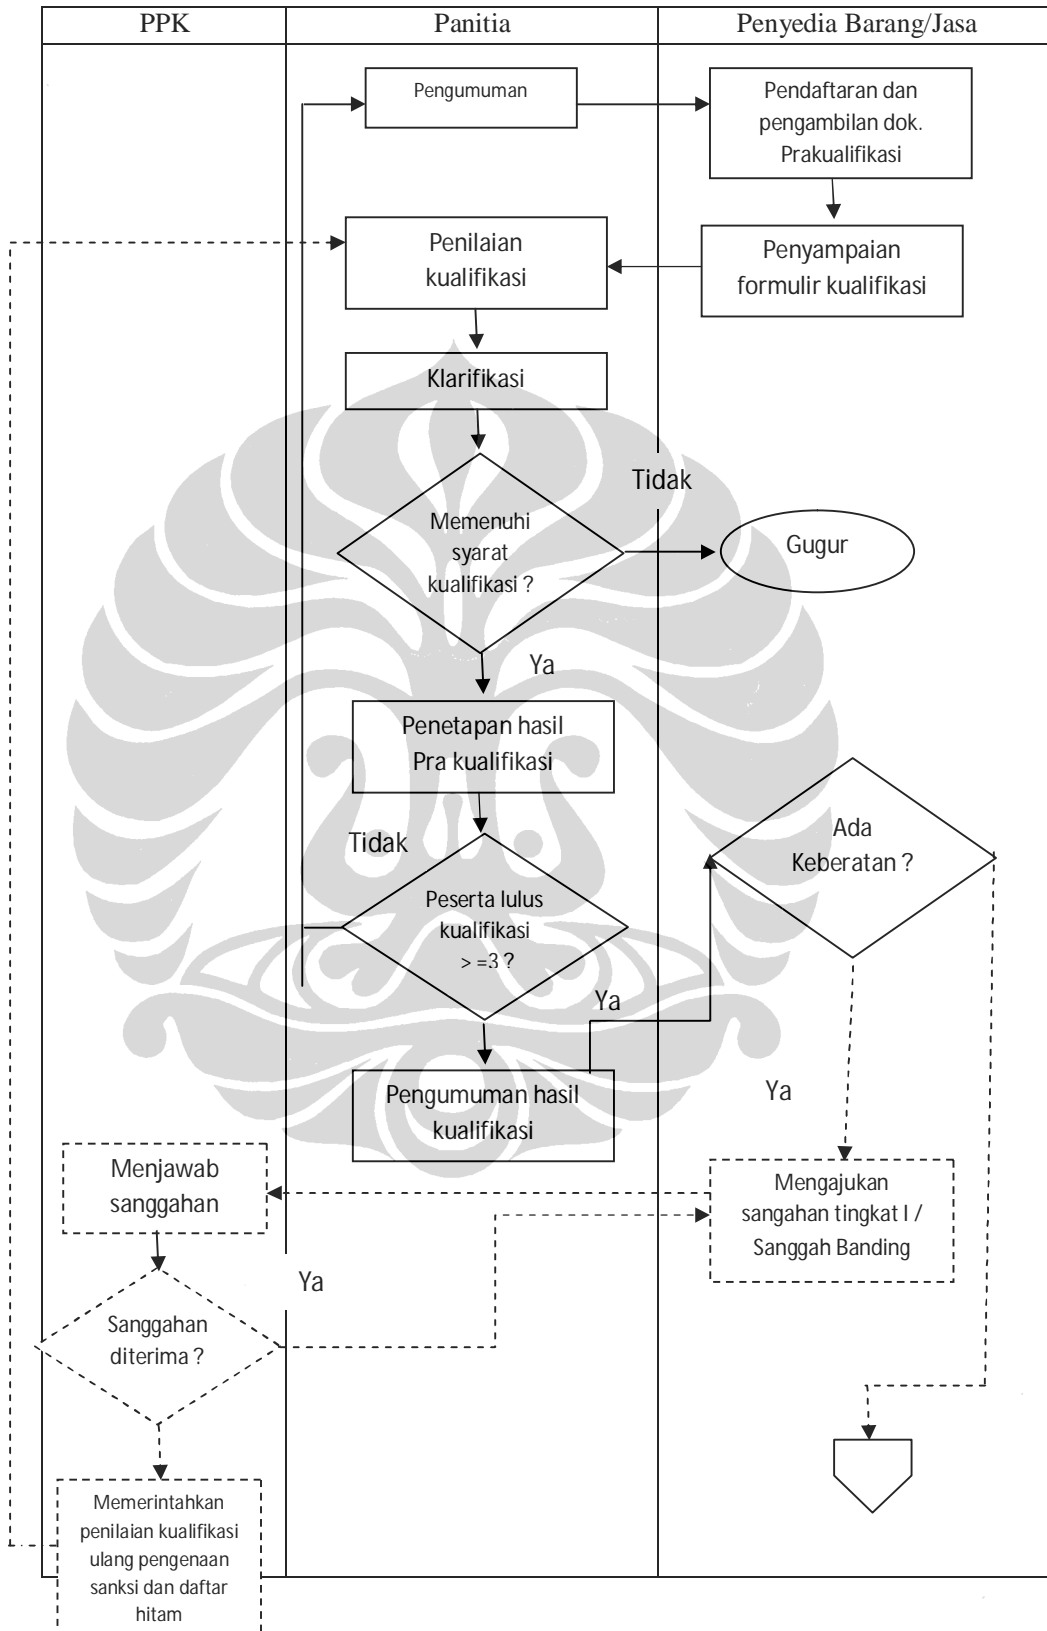 PPK
Panitia
Penyedia Barang/Jasa
Pengumuman
Pendaftaran dan
pengambilan dok.
Prakualifikasi
Penilaian
kualifikasi
Penyampaian
formulir kualifikasi
Klarifikasi
Tidak
Memenuhi
syarat
kualifikasi ?
Gugur
Ya
Penetapan hasil
Pra kualifikasi
Tidak
Ada
Keberatan ?
Peserta lulus
kualifikasi
> =3 ?
Ya
Pengumuman hasil
kualifikasi
Ya
Menjawab
sanggahan
Mengajukan
sangahan tingkat I /
Sanggah Banding
Ya
Sanggahan
diterima ?
Memerintahkan
penilaian kualifikasi
ulang pengenaan
sanksi dan daftar
hitam